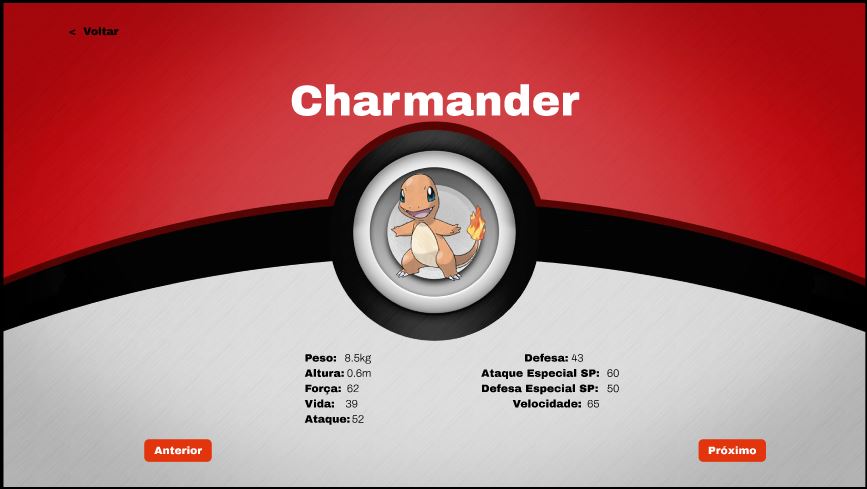 < Voltar
Charmander
Peso: 8.5kg
Altura: 0.6m
Força: 62
Vida: 39
Ataque: 52
Defesa: 43
Ataque Especial SP: 60
Defesa Especial SP: 50
Velocidade: 65
Anterior
Próximo